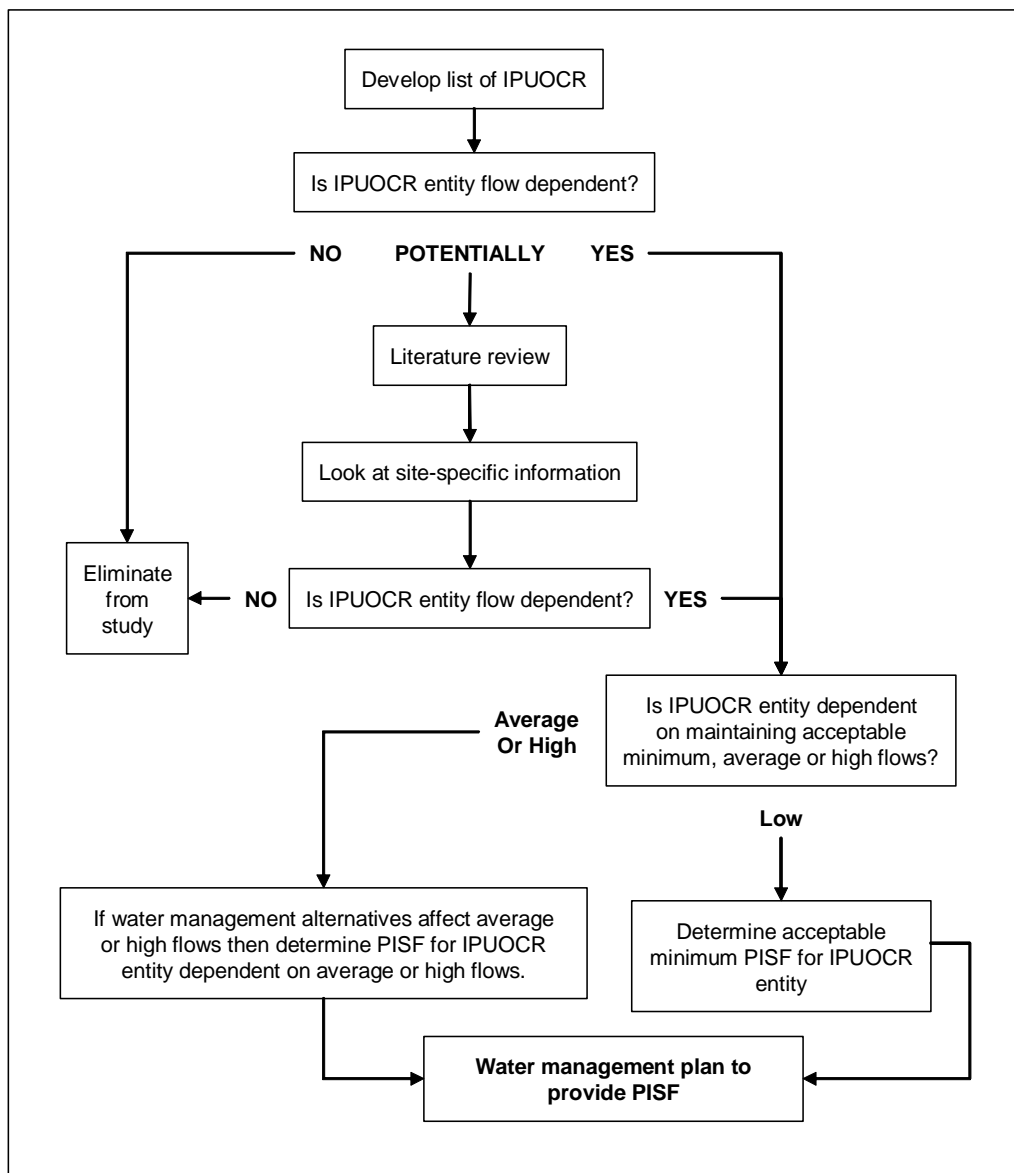 Develop list of IPUOCR
Is IPUOCR entity flow dependent?
NO POTENTIALLY YES
Literature review
Look at site-specific information
Eliminate
from
study
NO
Is IPUOCR entity flow dependent?
YES
Is IPUOCR entity dependent
on maintaining acceptable
minimum, average or high flows?
Average
Or High
Low
If water management alternatives affect average
or high flows then determine PISF for IPUOCR
entity dependent on average or high flows.
Determine acceptable
minimum PISF for IPUOCR
entity
Water management plan to
provide PISF